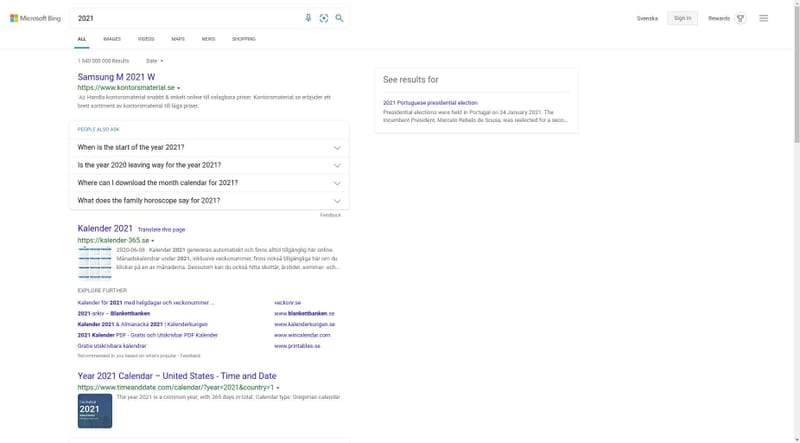 Microsoft Bing
2021
Svenska
Sign in
Rewards
ALL
IMAGES
VIDEOS
MAPS
NEWS
SHOPPING
1 640 000 000 Results
Date
Samsung M 2021 W
https://www.kontorsmaterial.se
Ad Handla kontorsmaterial snabbt & enkelt online till oslagbara priser. Kontorsmaterial.se erbjuder ett
brett sortiment av kontorsmaterial till låga priser.
PEOPLE ALSO ASK
When is the start of the year 2021?
Is the year 2020 leaving way for the year 2021?
Where can I download the month calendar for 2021?
What does the family horoscope say for 2021?
Feedback
Kalender 2021 Translate this page
https://kalender-365.se
2020-06-08 · Kalender 2021 genereras automatiskt och finns alltid tillgänglig här online.
Månadskalendrar under 2021, inklusive veckonummer, finns också tillgängliga här om du
klickar på en av månaderna. Dessutom kan du också hitta skottår, årstider, sommar- och...
EXPLORE FURTHER
Kalender för 2021 med helgdagar och veckonummer ...
veckonr.se
2021-arkiv – Blankettbanken
www.blankettbanken.se
Kalender 2021 & Almanacka 2021 | Kalenderkungen
www.kalenderkungen.se
2021 Kalender PDF - Gratis och Utskrivbar PDF Kalender
www.wincalendar.com
Gratis utskrivbara kalendrar
www.printables.se
Recommended to you based on what's popular • Feedback
Year 2021 Calendar – United States - Time and Date
https://www.timeanddate.com/calendar/?year=2021&country=1
2021
The year 2021 is a common year, with 365 days in total. Calendar type: Gregorian calendar
See results for
2021 Portuguese presidential election
Presidential elections were held in Portugal on 24 January 2021. The
incumbent President, Marcelo Rebelo de Sousa, was reelected for a seco...